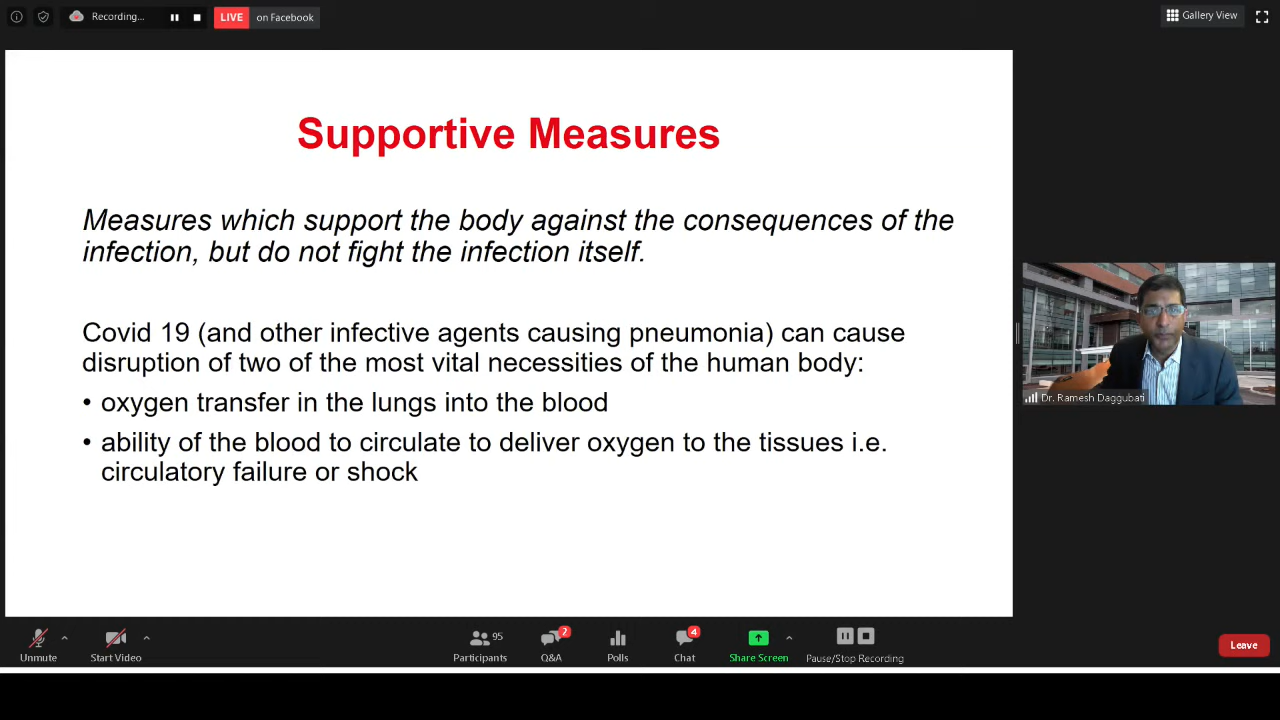 Recording...
LIVE on Facebook
Gallery View
Supportive Measures
Measures which support the body against the consequences of the
infection, but do not fight the infection itself.
Covid 19 (and other infective agents causing pneumonia) can cause
disruption of two of the most vital necessities of the human body:
• oxygen transfer in the lungs into the blood
• ability of the blood to circulate to deliver oxygen to the tissues i.e.
circulatory failure or shock
Dr. Ramesh Daggubati
95
2
4
Unmute
Start Video
Participants
Q&A
Polls
Chat
Share Screen
Pause/Stop Recording
Leave